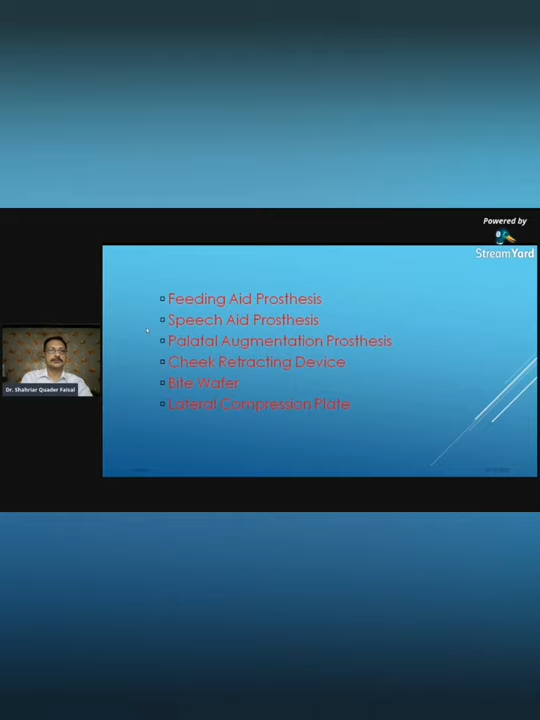 Powered by
StreamYard
Feeding Aid Prosthesis
Speech Aid Prosthesis
Palatal Augmentation Prosthesis
Cheek Retracting Device
Bite Wafer
Lateral Compression Plate
Dr. Shahriar Quader Faisal